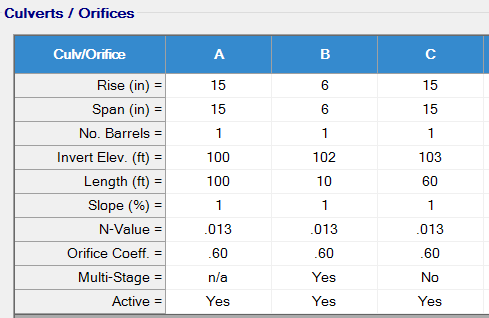 Culverts / Orifices
Culv/Orifice A B C
Rise (in) = 15 6 15
Span (in) = 15 6 15
No. Barrels = 1 1 1
Invert Elev. (ft) = 100 102 103
Length (ft) = 100 10 60
Slope (%) = 1 1 1
N-Value = .013 .013 .013
Orifice Coeff. = .60 .60 .60
Multi-Stage = n/a Yes No
Active = Yes Yes Yes